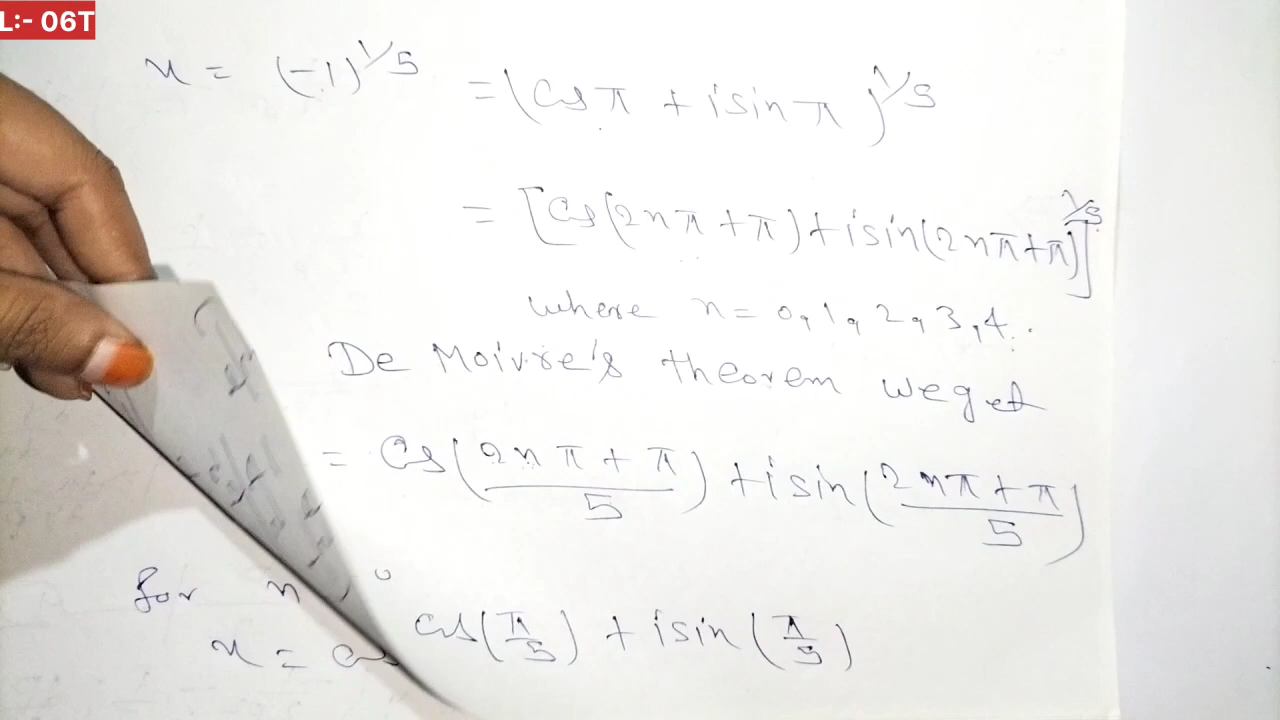 L:- 06T
x = (-1)^1/5 = (cos π + i sin π)^1/5
= [cos(2nπ + π) + i sin(2nπ + π)]^1/5
where n = 0, 1, 2, 3, 4.
De Moivre's theorem we get
= cos(2nπ + π / 5) + i sin(2nπ + π / 5)
for n 0
x = cos(π/5) + i sin(π/5)